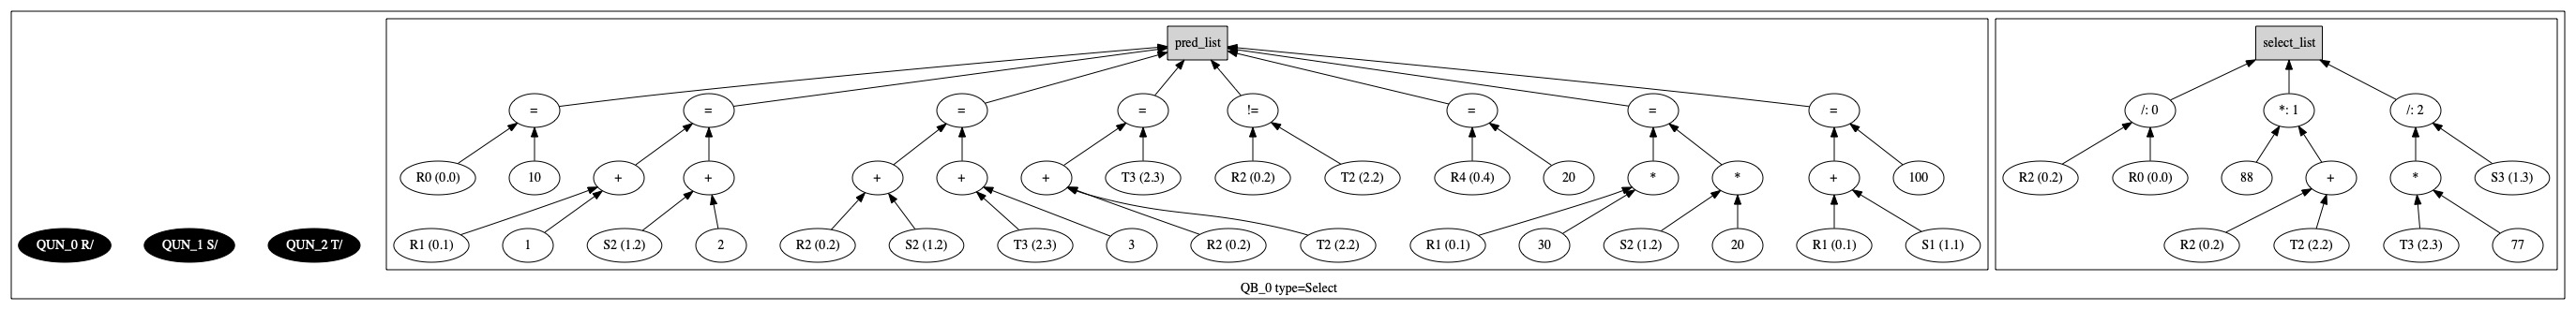 pred_list
select_list
=
=
=
=
!=
=
=
=
/: 0
*: 1
/: 2
R0 (0.0)
10
+
+
+
+
+
T3 (2.3)
R2 (0.2)
T2 (2.2)
R4 (0.4)
20
*
*
+
100
R2 (0.2)
R0 (0.0)
88
+
*
S3 (1.3)
QUN_0 R/
QUN_1 S/
QUN_2 T/
R1 (0.1)
1
S2 (1.2)
2
R2 (0.2)
S2 (1.2)
T3 (2.3)
3
R2 (0.2)
T2 (2.2)
R1 (0.1)
30
S2 (1.2)
20
R1 (0.1)
S1 (1.1)
R2 (0.2)
T2 (2.2)
T3 (2.3)
77
QB_0 type=Select